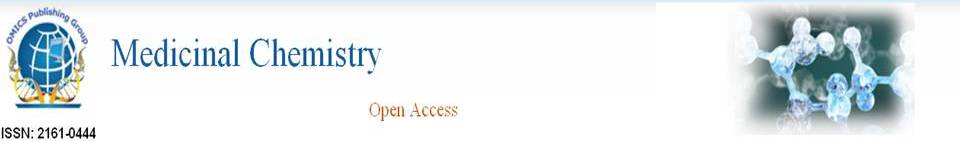 OMICS Publishing Group
Medicinal Chemistry
Open Access
ISSN: 2161-0444